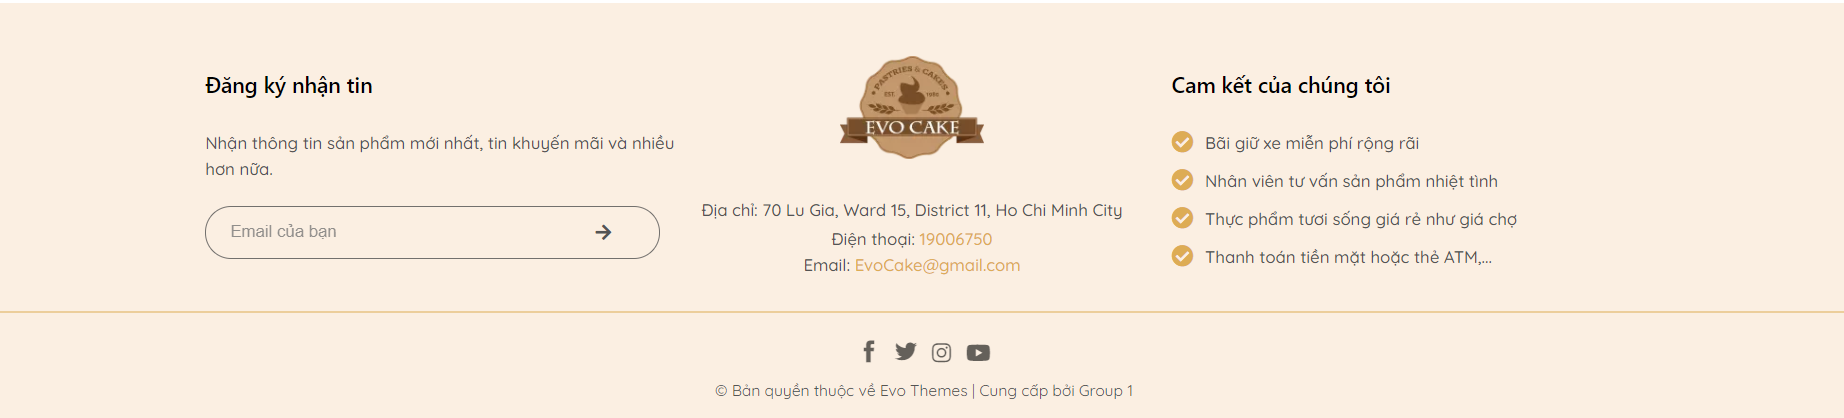 Đăng ký nhận tin
Nhận thông tin sản phẩm mới nhất, tin khuyến mãi và nhiều
hơn nữa.
Email của bạn
PASTRIES & CAKES
EST. 1980
EVO CAKE
Địa chỉ: 70 Lu Gia, Ward 15, District 11, Ho Chi Minh City
Điện thoại: 19006750
Email: EvoCake@gmail.com
Cam kết của chúng tôi
Bãi giữ xe miễn phí rộng rãi
Nhân viên tư vấn sản phẩm nhiệt tình
Thực phẩm tươi sống giá rẻ như giá chợ
Thanh toán tiền mặt hoặc thẻ ATM,...
© Bản quyền thuộc về Evo Themes | Cung cấp bởi Group 1